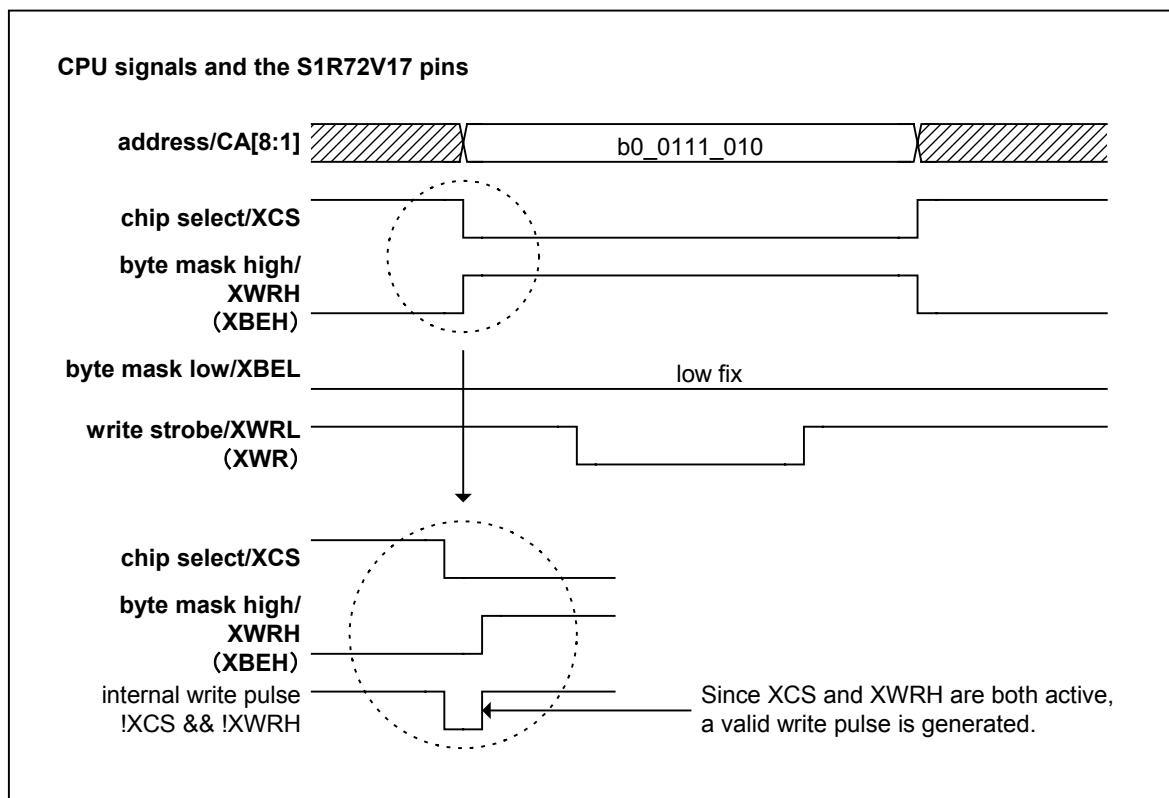 CPU signals and the S1R72V17 pins
address/CA[8:1]
b0_0111_010
chip select/XCS
byte mask high/
XWRH
（XBEH）
byte mask low/XBEL
low fix
write strobe/XWRL
（XWR）
chip select/XCS
byte mask high/
XWRH
（XBEH）
internal write pulse
!XCS && !XWRH
Since XCS and XWRH are both active,
a valid write pulse is generated.